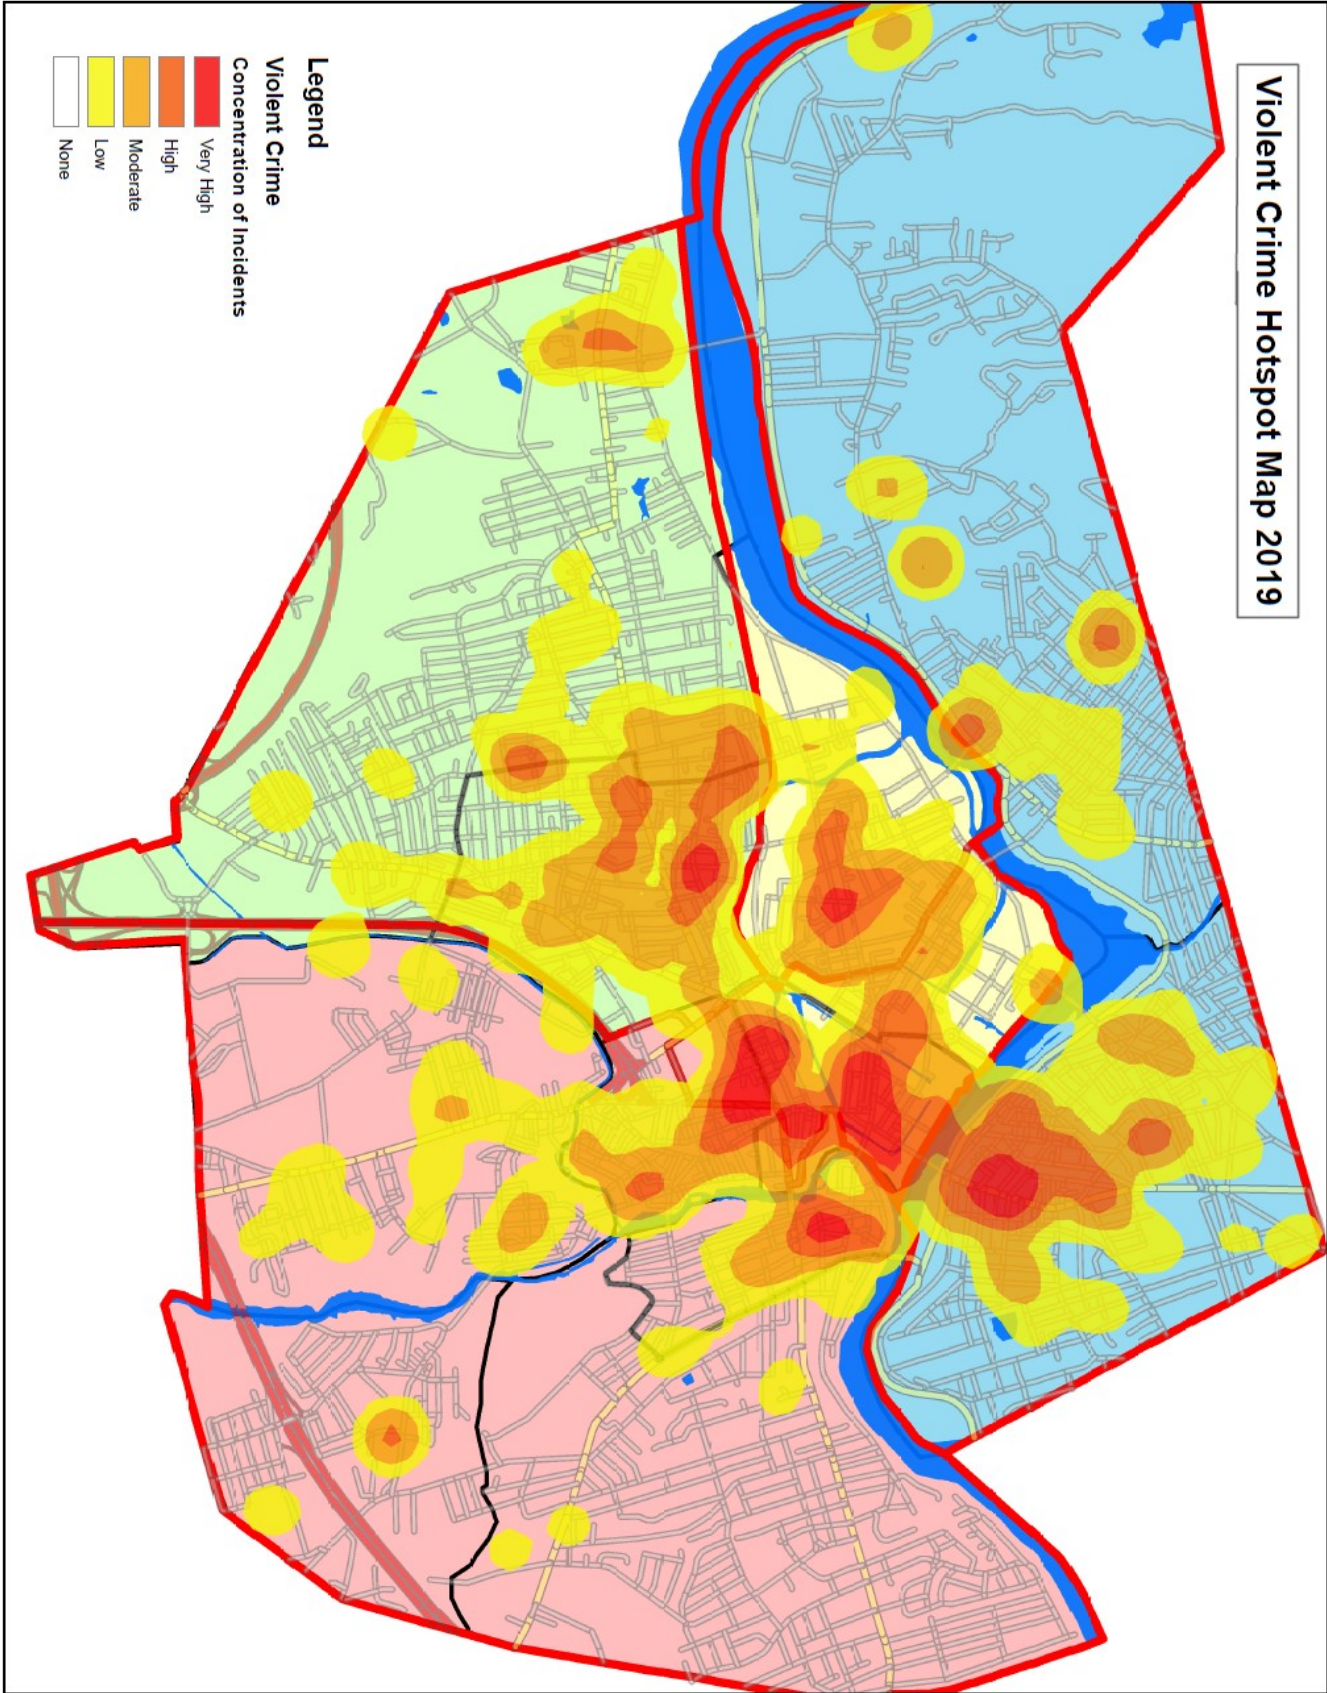 Violent Crime Hotspot Map 2019
Legend
Violent Crime
Concentration of Incidents
Very High
High
Moderate
Low
None